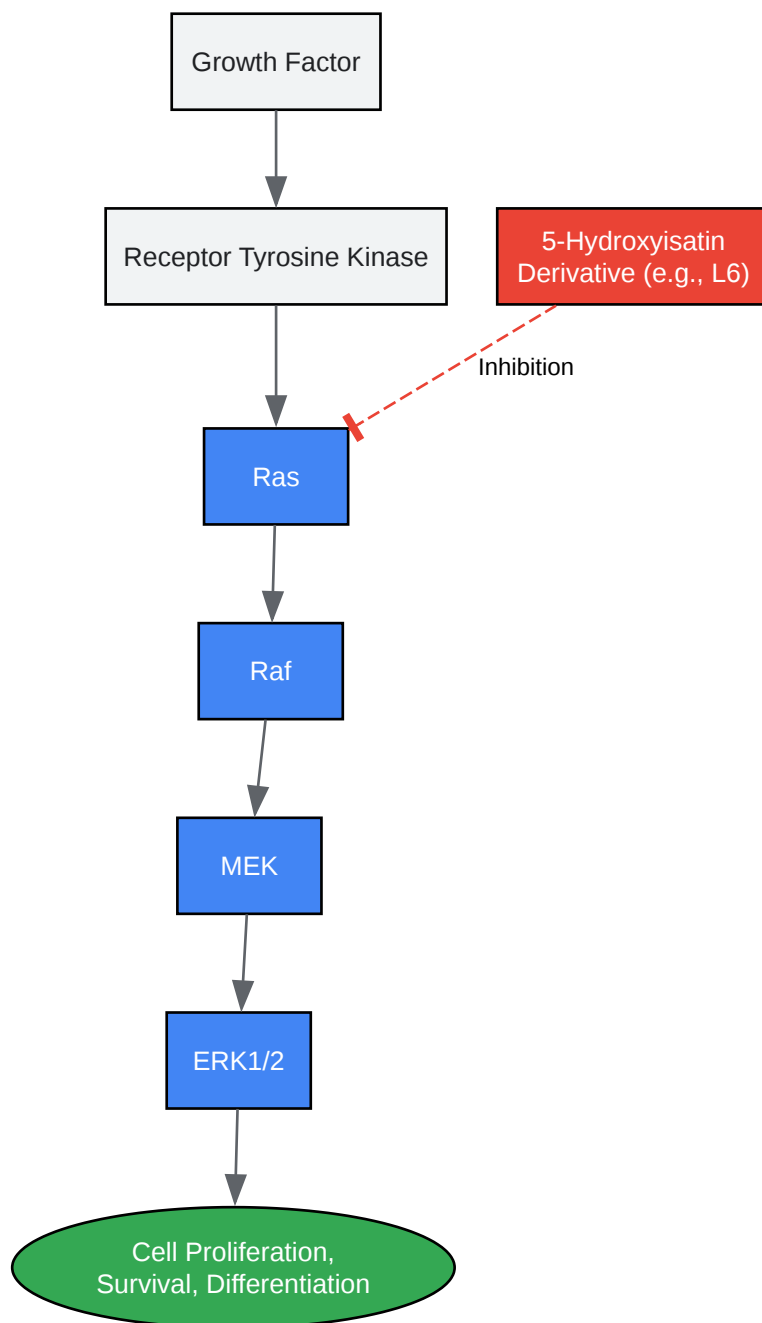 Growth Factor
Receptor Tyrosine Kinase
5-Hydroxyisatin
Derivative (e.g., L6)
Inhibition
Ras
Raf
MEK
ERK1/2
Cell Proliferation,
Survival, Differentiation